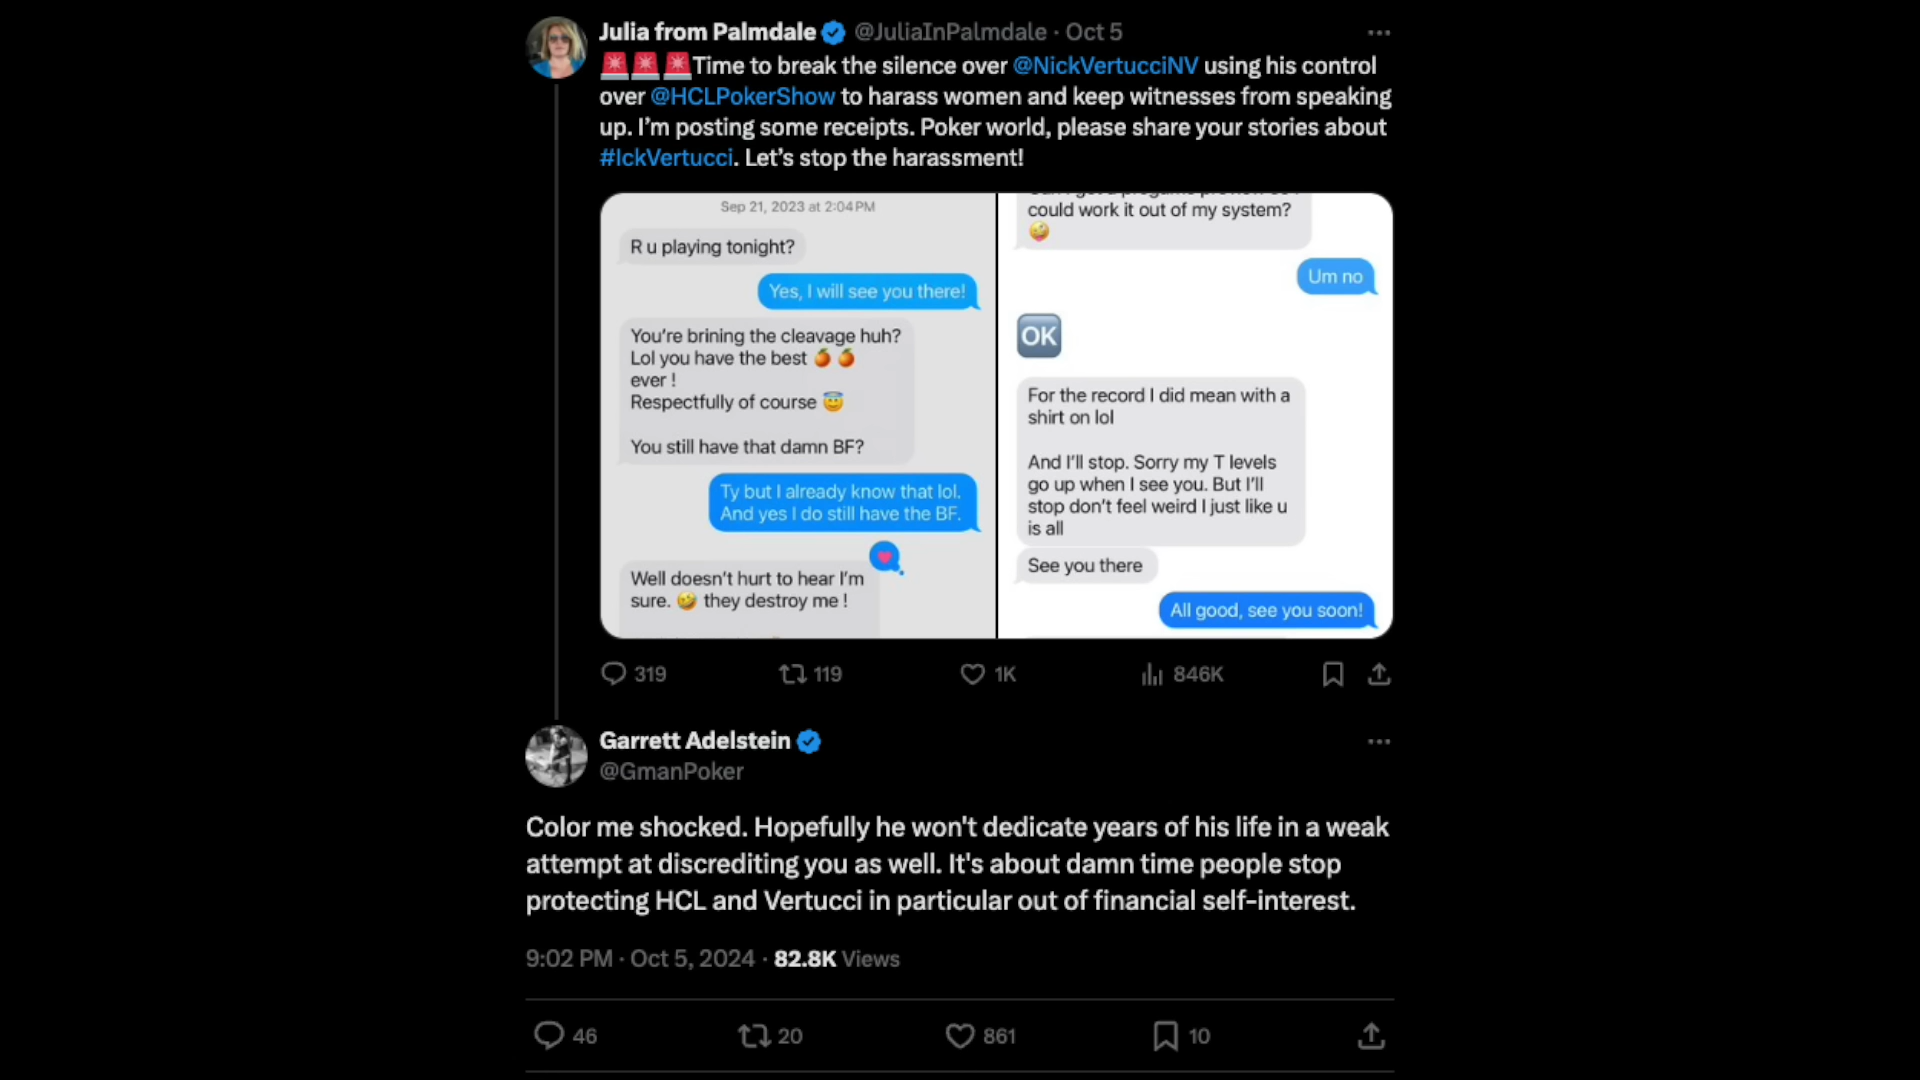 Julia from Palmdale @JuliaInPalmdale · Oct 5
🚨🚨🚨Time to break the silence over @NickVertucciNV using his control
over @HCLPokerShow to harass women and keep witnesses from speaking
up. I’m posting some receipts. Poker world, please share your stories about
#IckVertucci. Let’s stop the harassment!
Sep 21, 2023 at 2:04 PM
R u playing tonight?
Yes, I will see you there!
You’re brining the cleavage huh?
Lol you have the best 🍊 🍊
ever !
Respectfully of course 😇
You still have that damn BF?
Ty but I already know that lol.
And yes I do still have the BF.
Well doesn’t hurt to hear I’m
sure. 🤣 they destroy me !
could work it out of my system?
🤪
Um no
🆗
For the record I did mean with a
shirt on lol
And I’ll stop. Sorry my T levels
go up when I see you. But I’ll
stop don’t feel weird I just like u
is all
See you there
All good, see you soon!
319 119 1K 846K
Garrett Adelstein
@GmanPoker
Color me shocked. Hopefully he won't dedicate years of his life in a weak
attempt at discrediting you as well. It's about damn time people stop
protecting HCL and Vertucci in particular out of financial self-interest.
9:02 PM · Oct 5, 2024 · 82.8K Views
46 20 861 10